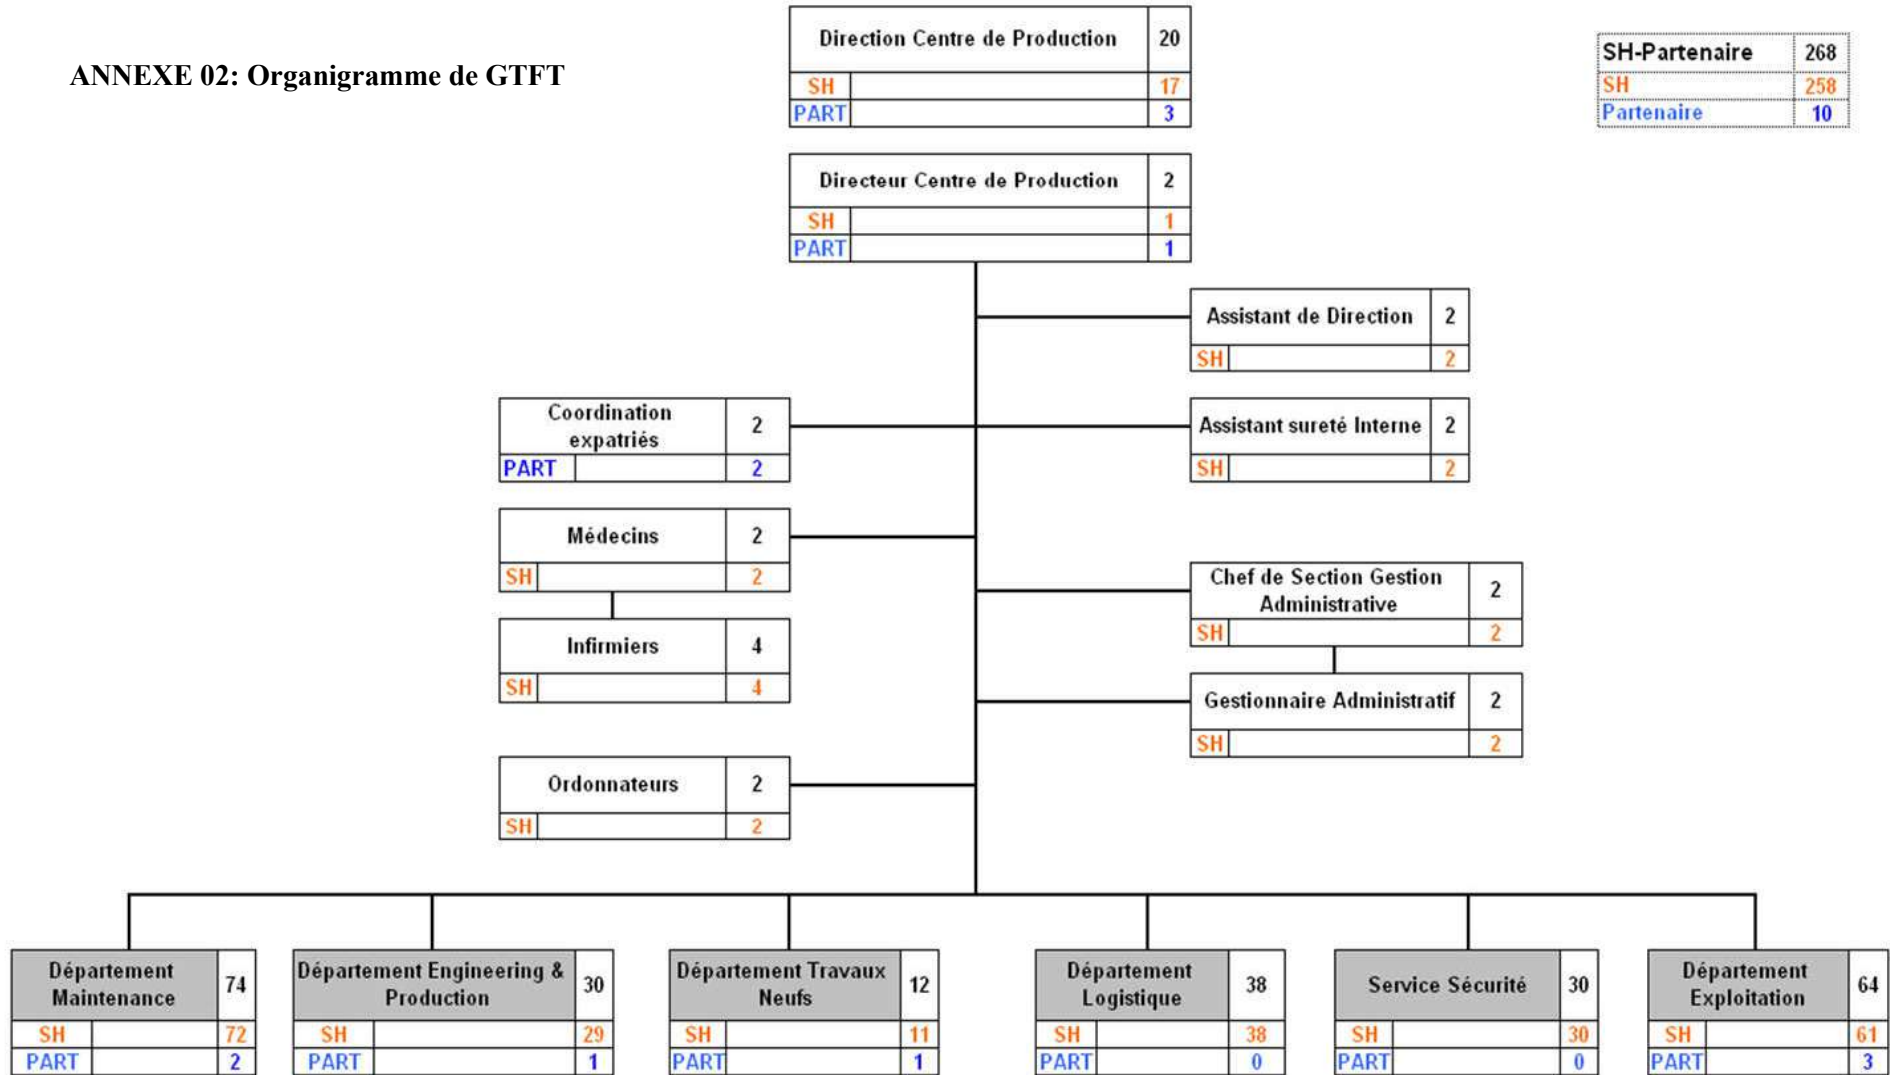 ANNEXE 02: Organigramme de GTFT
Direction Centre de Production 20
SH 17
PART 3
SH-Partenaire 268
SH 258
Partenaire 10
Directeur Centre de Production 2
SH 1
PART 1
Assistant de Direction 2
SH 2
Coordination
expatriés 2
PART 2
Assistant sureté Interne 2
SH 2
Médecins 2
SH 2
Chef de Section Gestion
Administrative 2
SH 2
Infirmiers 4
SH 4
Gestionnaire Administratif 2
SH 2
Ordonnateurs 2
SH 2
Département
Maintenance 74
SH 72
PART 2
Département Engineering &
Production 30
SH 29
PART 1
Département Travaux
Neufs 12
SH 11
PART 1
Département
Logistique 38
SH 38
PART 0
Service Sécurité 30
SH 30
PART 0
Département
Exploitation 64
SH 61
PART 3